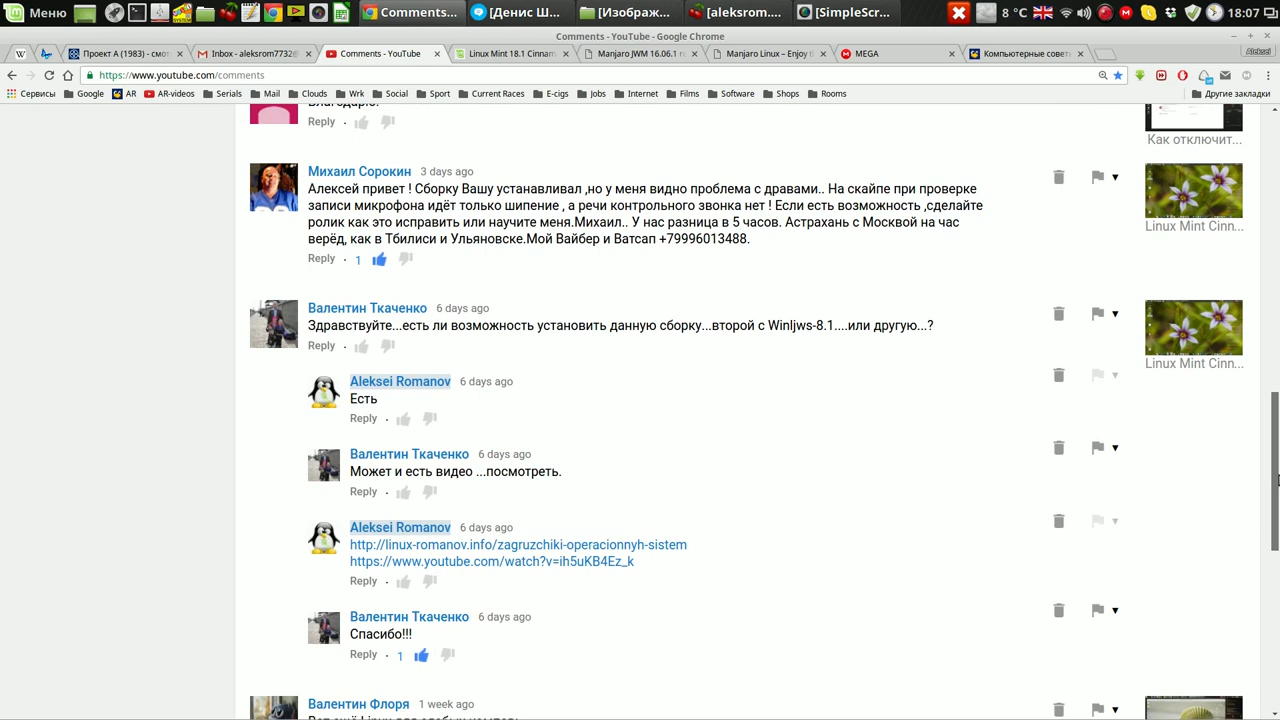 Меню
Comments...
[Денис Ш...
[Изображ...
[aleksrom....
[SimpleSc...
8 °C
18:07
Comments - YouTube - Google Chrome
Проект А (1983) - смот
Inbox - aleksrom7732@
Comments - YouTube
Linux Mint 18.1 Cinnam
Manjaro JWM 16.06.1 r
Manjaro Linux – Enjoy t
MEGA
Компьютерные совет
Aleksei
https://www.youtube.com/comments
Сервисы
Google
AR
AR-videos
Serials
Mail
Clouds
Wrk
Social
Sport
Current Races
E-cigs
Jobs
Internet
Films
Software
Shops
Rooms
Другие закладки
Благодарю!
Reply
Как отключит...
Михаил Сорокин 3 days ago
Алексей привет ! Сборку Вашу устанавливал ,но у меня видно проблема с дравами.. На скайпе при проверке
записи микрофона идёт только шипение , а речи контрольного звонка нет ! Если есть возможность ,сделайте
ролик как это исправить или научите меня.Михаил.. У нас разница в 5 часов. Астрахань с Москвой на час
верёд, как в Тбилиси и Ульяновске.Мой Вайбер и Ватсап +79996013488.
Reply · 1
Linux Mint Cinn...
Валентин Ткаченко 6 days ago
Здравствуйте...есть ли возможность установить данную сборку...второй с Winljws-8.1....или другую...?
Reply
Linux Mint Cinn...
Aleksei Romanov 6 days ago
Есть
Reply
Валентин Ткаченко 6 days ago
Может и есть видео ...посмотреть.
Reply
Aleksei Romanov 6 days ago
http://linux-romanov.info/zagruzchiki-operacionnyh-sistem
https://www.youtube.com/watch?v=ih5uKB4Ez_k
Reply
Валентин Ткаченко 6 days ago
Спасибо!!!
Reply · 1
Валентин Флоря 1 week ago